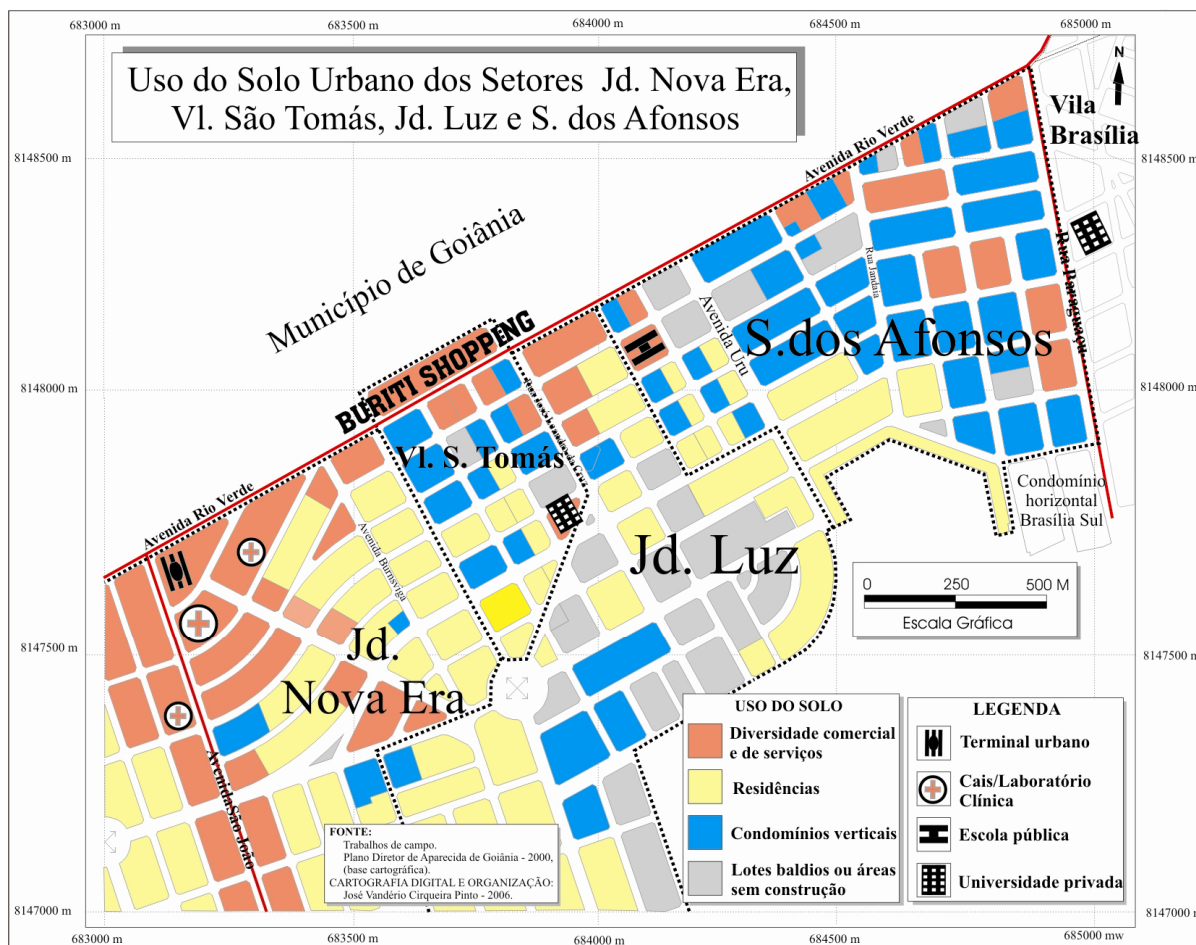 683000 m
683500 m
684000 m
684500 m
685000 m
Uso do Solo Urbano dos Setores Jd. Nova Era,
Vl. São Tomás, Jd. Luz e S. dos Afonsos
N
Vila
Brasília
8148500 m
8148500 m
Avenida Rio Verde
Município de Goiânia
Rua Paraguaçu
Rua Jandaia
Avenida Uru
S.dos Afonsos
BURITI SHOPPENG
8148000 m
8148000 m
Vl. S. Tomás
Condomínio
horizontal
Brasília Sul
Avenida Rio Verde
Avenida Burnsviga
Jd. Luz
0
250
500 M
Escala Gráfica
Jd.
Nova Era
8147500 m
8147500 m
Avenida São João
USO DO SOLO
Diversidade comercial
e de serviços
Residências
Condomínios verticais
Lotes baldios ou áreas
sem construção
LEGENDA
Terminal urbano
Cais/Laboratório
Clínica
Escola pública
Universidade privada
FONTE:
Trabalhos de campo.
Plano Diretor de Aparecida de Goiânia - 2000,
(base cartográfica).
CARTOGRAFIA DIGITAL E ORGANIZAÇÃO:
José Vandério Cirqueira Pinto - 2006.
8147000 m
8147000 m
683000 m
683500 m
684000 m
684500 m
685000 mw